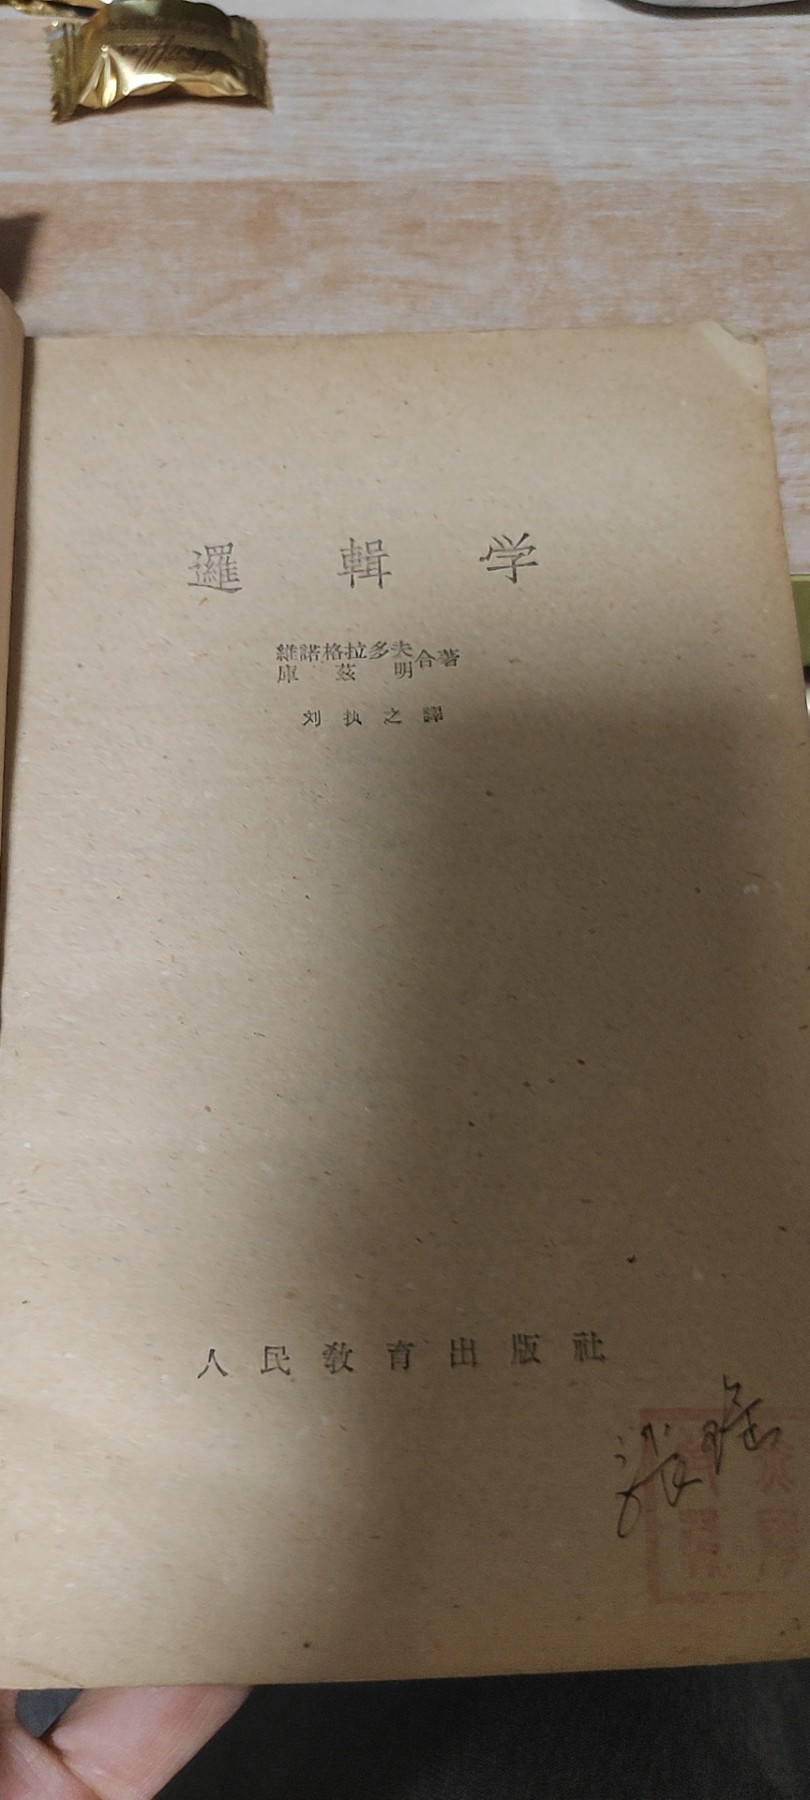 邏輯学
維諾格拉多夫
庫茲明
合著
刘执之譯
人民教育出版社